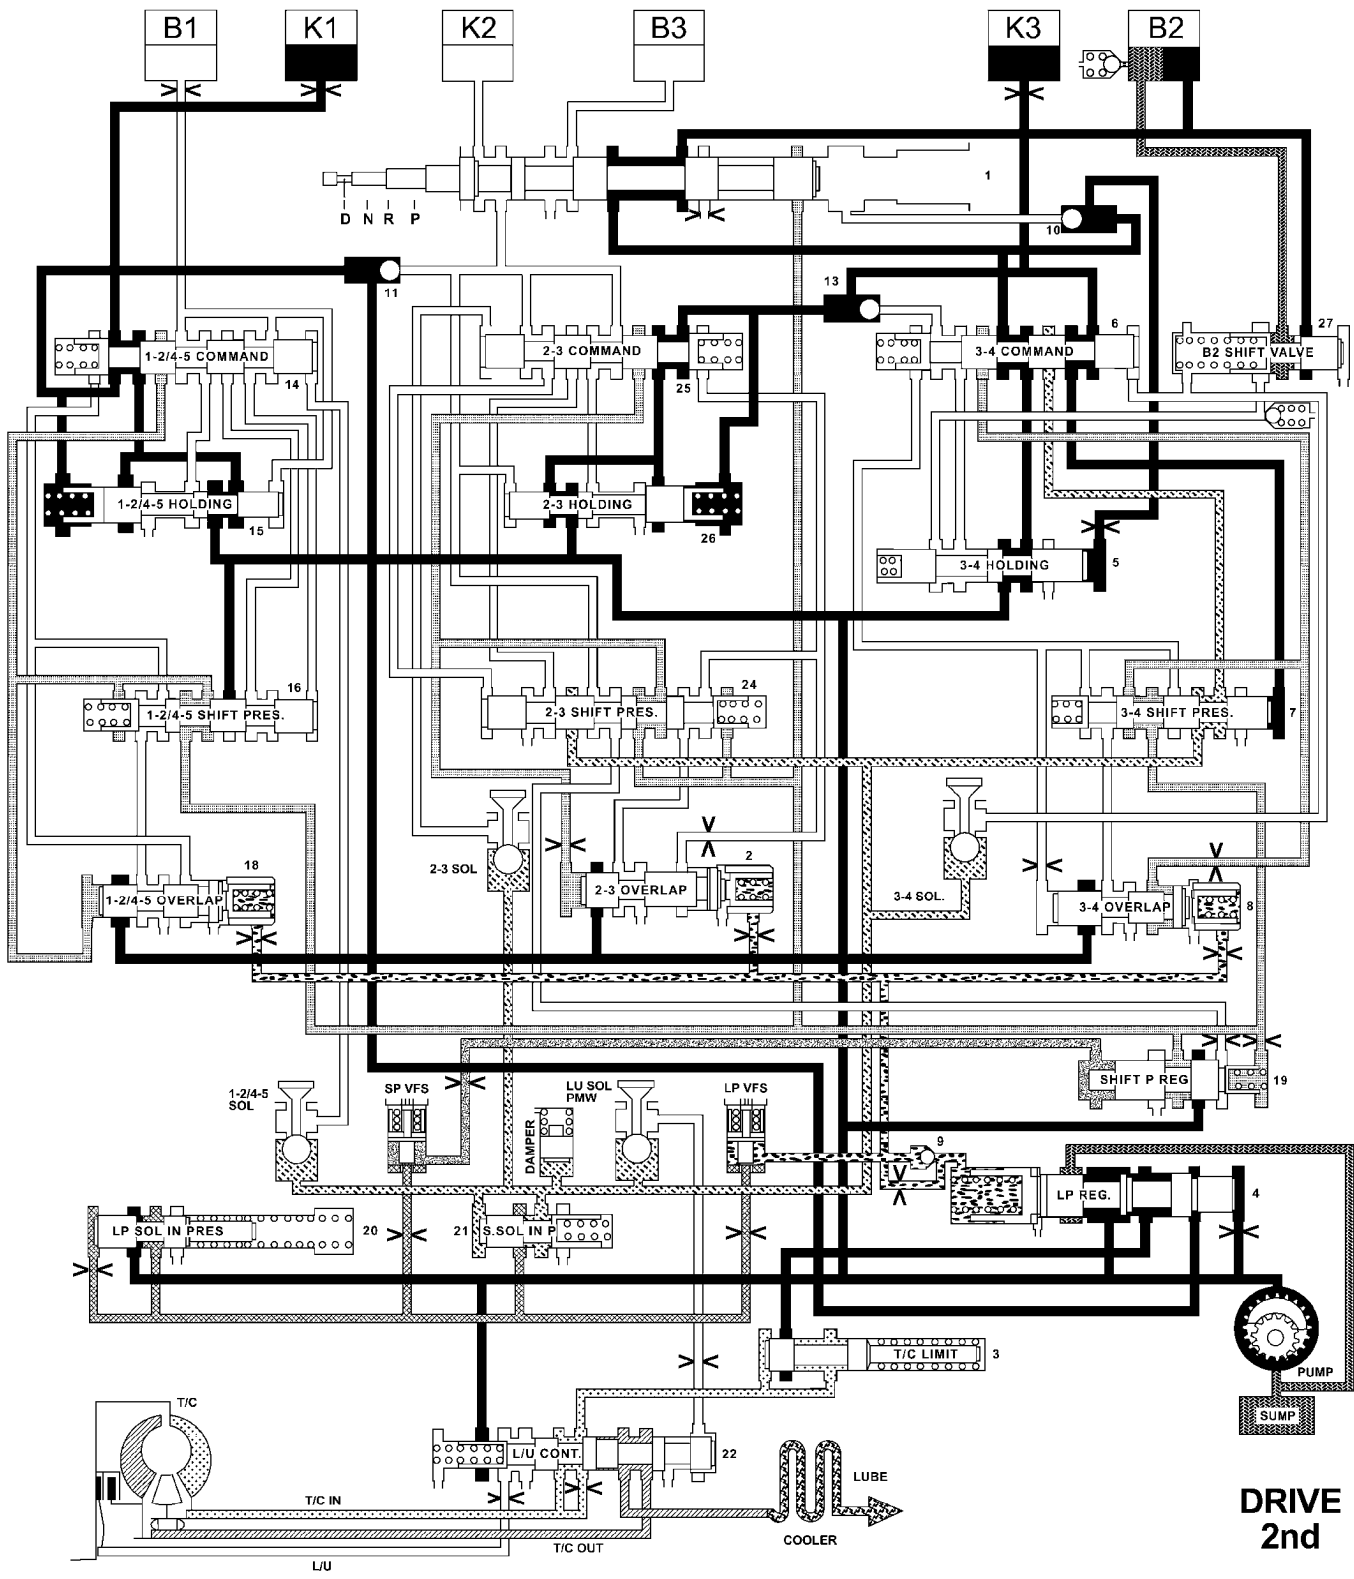 B1
K1
K2
B3
K3
B2
1
D N R P
10
11
13
6
27
1-2/4-5 COMMAND
2-3 COMMAND
3-4 COMMAND
B2 SHIFT VALVE
14
25
1-2/4-5 HOLDING
2-3 HOLDING
15
26
3-4 HOLDING
5
16
24
1-2/4-5 SHIFT PRES.
2-3 SHIFT PRES.
3-4 SHIFT PRES.
7
18
2
2-3 SOL
3-4 SOL.
1-2/4-5 OVERLAP
2-3 OVERLAP
3-4 OVERLAP
8
SHIFT P REG
19
1-2/4-5
SOL
SP VFS
LU SOL
PMW
LP VFS
DAMPER
9
LP REG.
4
LP SOL IN PRES
20
21
S.SOL IN P
T/C LIMIT
3
PUMP
SUMP
T/C
L/U CONT.
22
LUBE
T/C IN
COOLER
T/C OUT
L/U
DRIVE
2nd